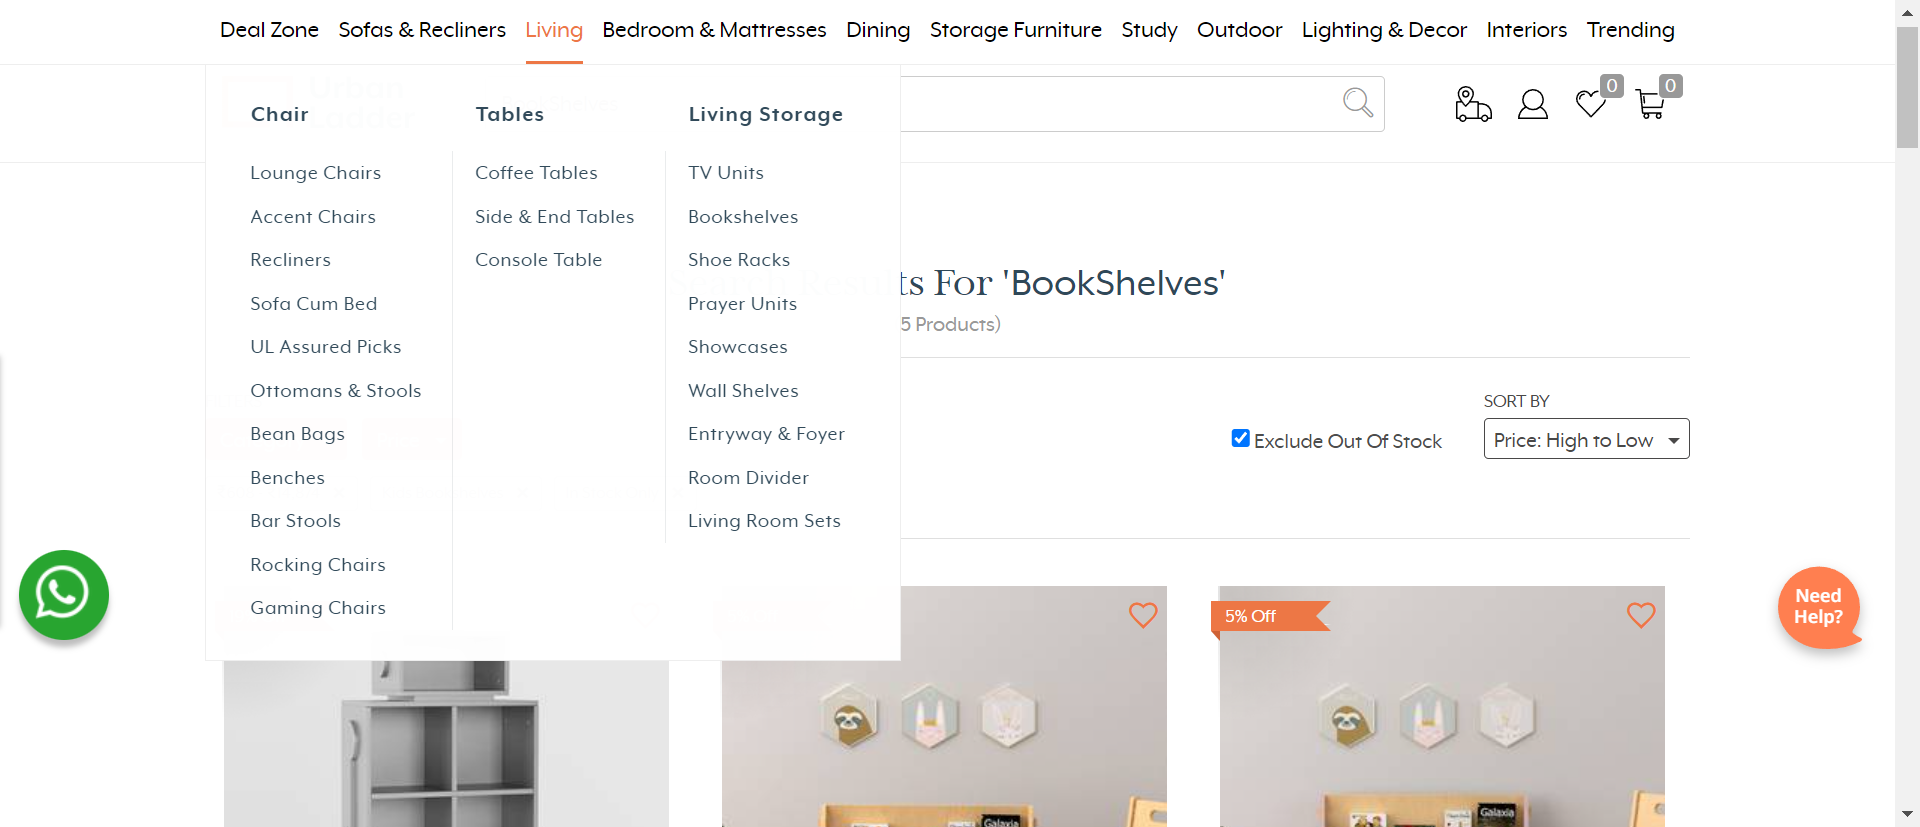 Deal Zone Sofas & Recliners Living Bedroom & Mattresses Dining Storage Furniture Study Outdoor Lighting & Decor Interiors Trending
0 0
Chair
Lounge Chairs
Accent Chairs
Recliners
Sofa Cum Bed
UL Assured Picks
Ottomans & Stools
Bean Bags
Benches
Bar Stools
Rocking Chairs
Gaming Chairs
Tables
Coffee Tables
Side & End Tables
Console Table
Living Storage
TV Units
Bookshelves
Shoe Racks
Prayer Units
Showcases
Wall Shelves
Entryway & Foyer
Room Divider
Living Room Sets
Results For 'BookShelves'
5 Products)
Exclude Out Of Stock
SORT BY
Price: High to Low
5% Off
Need
Help?
Galaxia
Galaxia